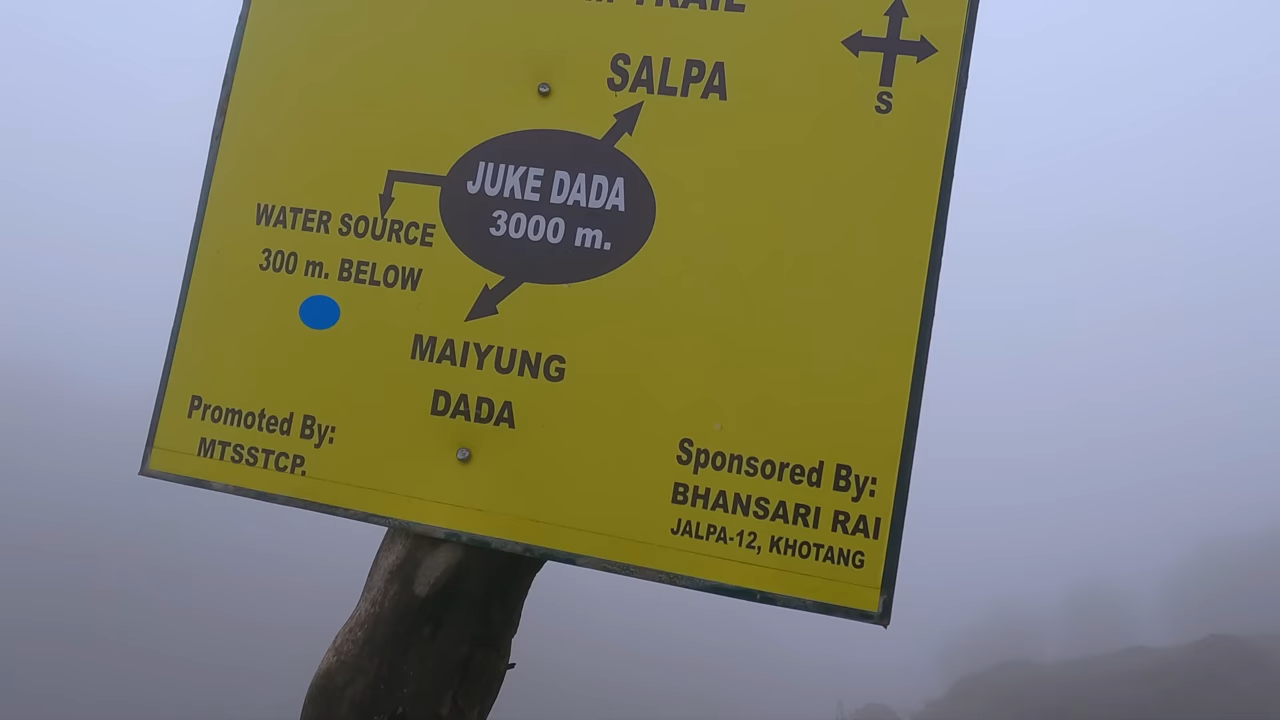 TRAIL
SALPA
S
JUKE DADA
3000 m.
WATER SOURCE
300 m. BELOW
MAIYUNG
DADA
Promoted By:
MTSSTCP.
Sponsored By:
BHANSARI RAI
JALPA-12, KHOTANG